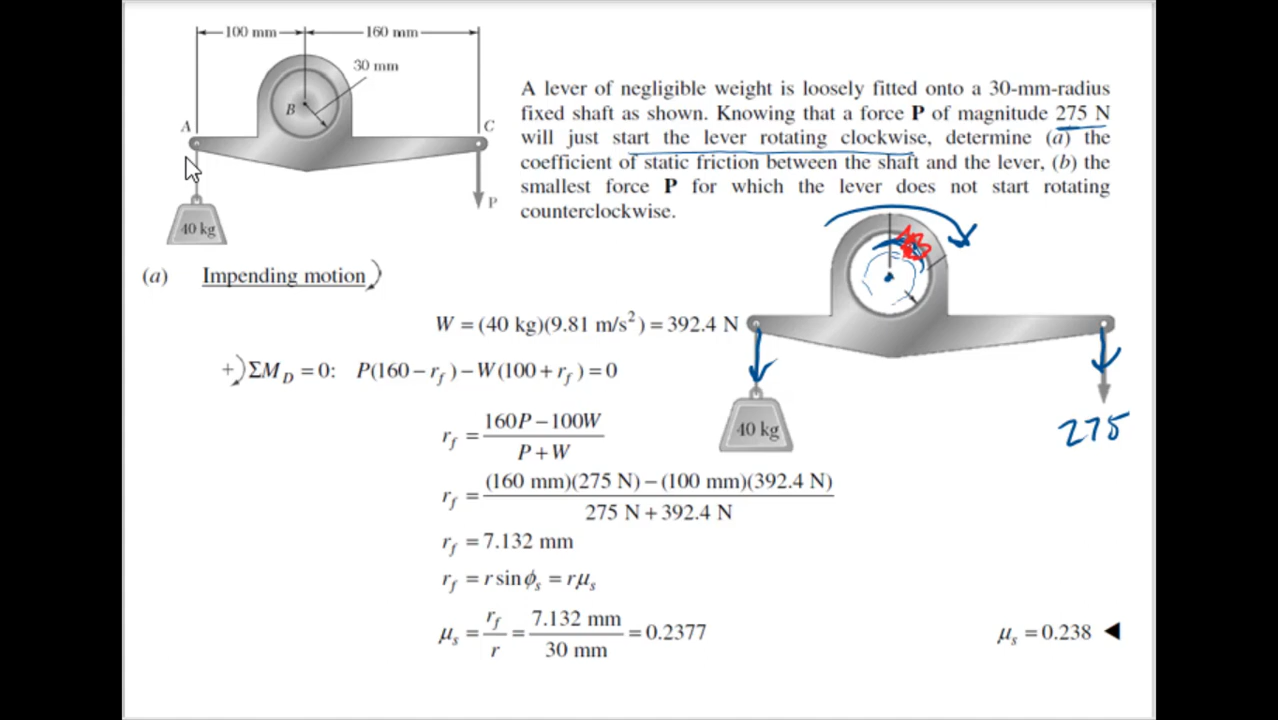 100 mm
160 mm
30 mm
B
A
C
P
40 kg
A lever of negligible weight is loosely fitted onto a 30-mm-radius
fixed shaft as shown. Knowing that a force P of magnitude 275 N
will just start the lever rotating clockwise, determine (a) the
coefficient of static friction between the shaft and the lever, (b) the
smallest force P for which the lever does not start rotating
counterclockwise.
(a) Impending motion
W = (40 kg)(9.81 m/s²) = 392.4 N
+) ΣM_D = 0: P(160 − r_f) − W(100 + r_f) = 0
40 kg
275
r_f = (160P − 100W) / (P + W)
r_f = ((160 mm)(275 N) − (100 mm)(392.4 N)) / (275 N + 392.4 N)
r_f = 7.132 mm
r_f = r sin ϕ_s = rμ_s
μ_s = r_f / r = 7.132 mm / 30 mm = 0.2377
μ_s = 0.238 ◄